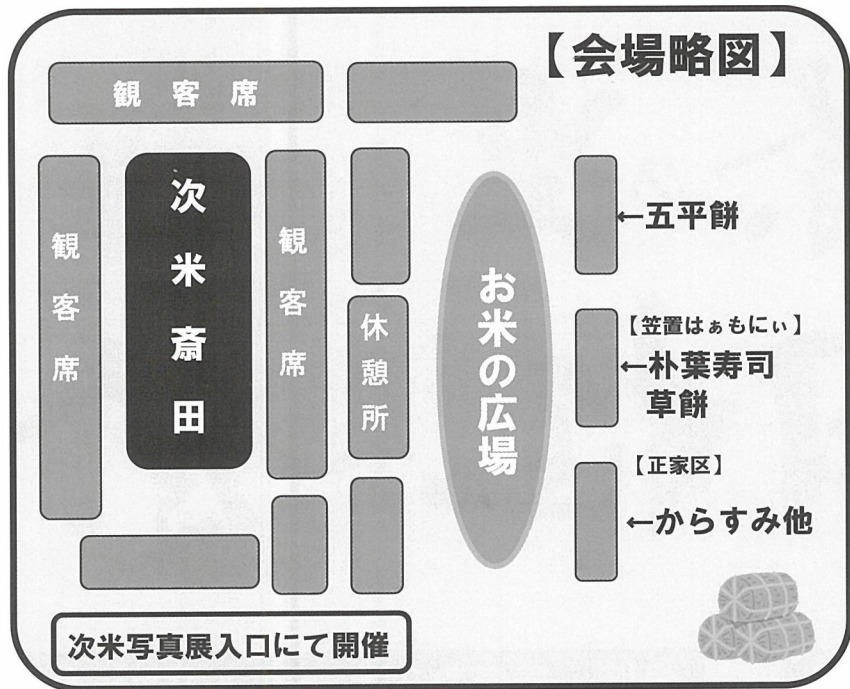 【会場略図】
観客席
観客席
次米斎田
観客席
休憩所
お米の広場
←五平餅
【笠置はぁもにぃ】
←朴葉寿司
草餅
【正家区】
←からすみ他
次米写真展入口にて開催